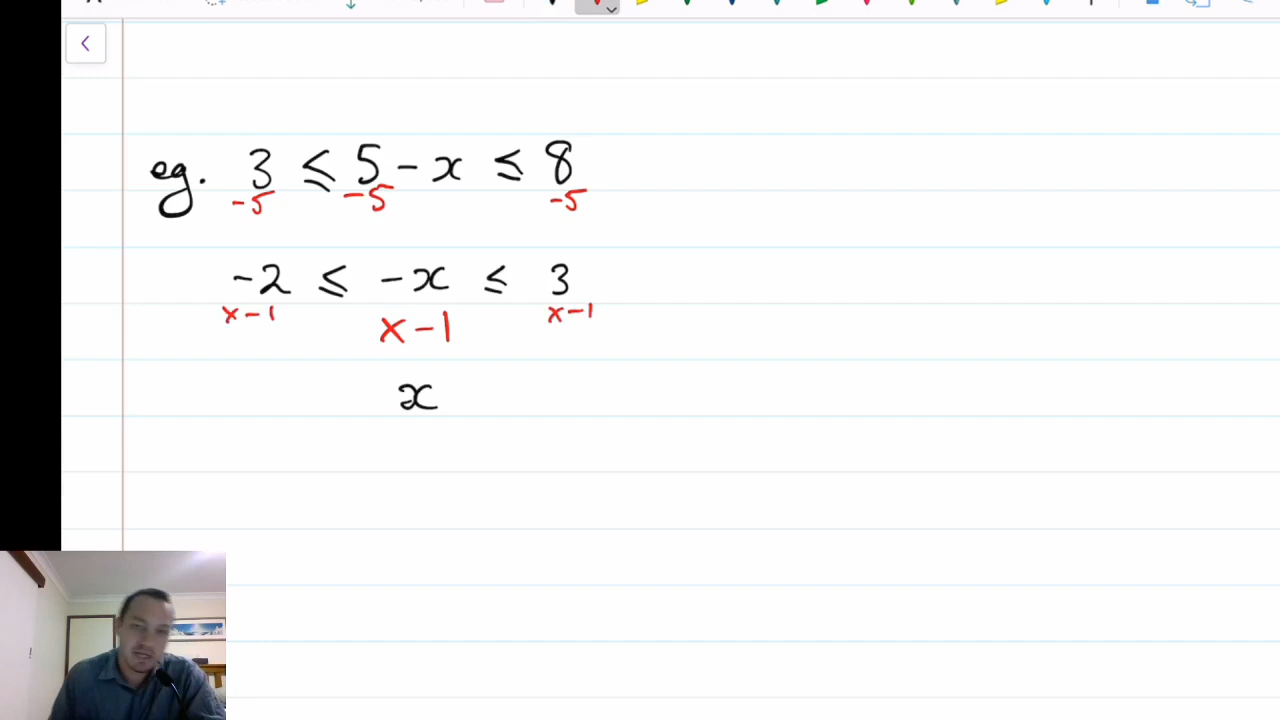 eg. 3 ≤ 5 - x ≤ 8
-5 -5 -5
-2 ≤ -x ≤ 3
x-1 x-1 x-1
x